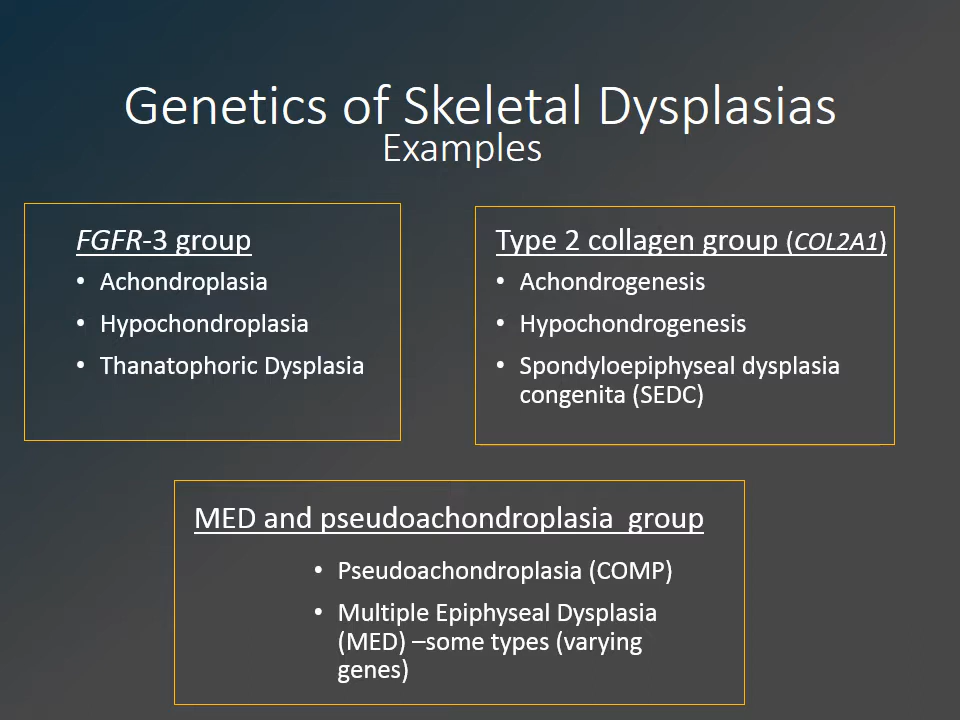 Genetics of Skeletal Dysplasias
Examples
FGFR-3 group
• Achondroplasia
• Hypochondroplasia
• Thanatophoric Dysplasia
Type 2 collagen group (COL2A1)
• Achondrogenesis
• Hypochondrogenesis
• Spondyloepiphyseal dysplasia
congenita (SEDC)
MED and pseudoachondroplasia  group
• Pseudoachondroplasia (COMP)
• Multiple Epiphyseal Dysplasia
(MED) –some types (varying
genes)